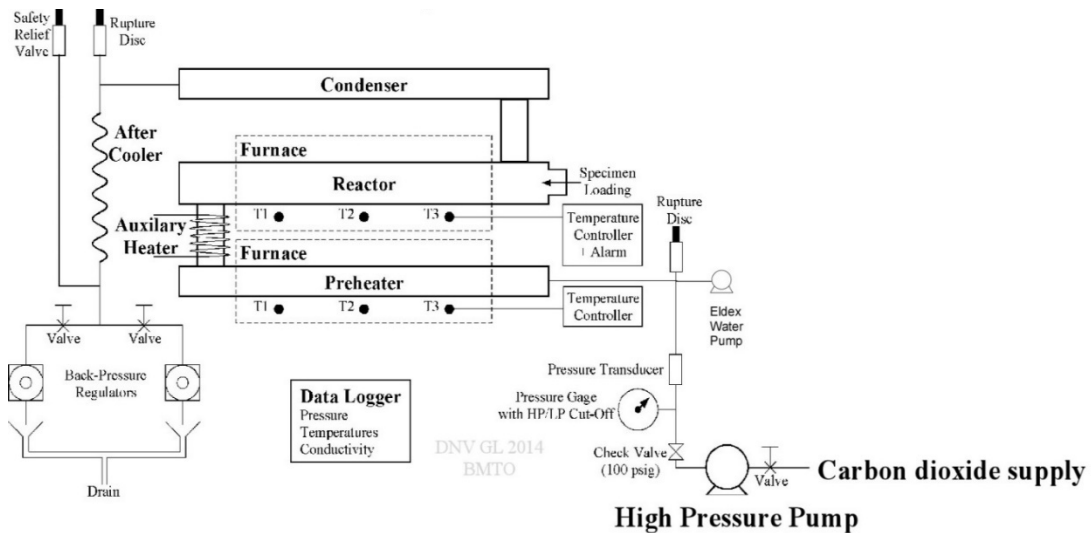 Safety
Relief
Valve
Rupture
Disc
Condenser
After
Cooler
Furnace
Reactor
Specimen
Loading
T1
T2
T3
Auxilary
Heater
Temperature
Controller
+ Alarm
Rupture
Disc
Furnace
Preheater
T1
T2
T3
Temperature
Controller
Eldex
Water
Pump
Valve
Valve
Back-Pressure
Regulators
Drain
Data Logger
Pressure
Temperatures
Conductivity
DNV GL 2014
BMTO
Pressure Transducer
Pressure Gage
with HP/LP Cut-Off
Check Valve
(100 psig)
Valve
Carbon dioxide supply
High Pressure Pump